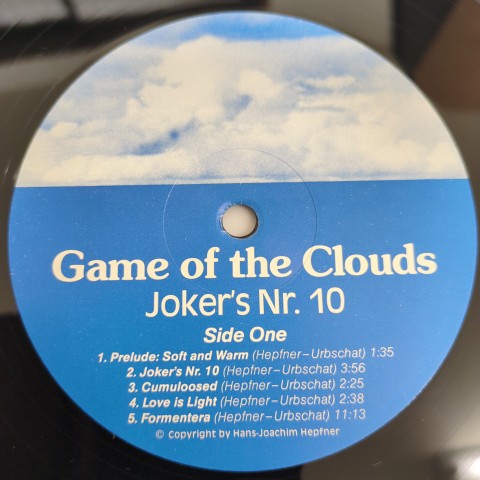 Game of the Clouds
Joker's Nr. 10
Side One
1. Prelude: Soft and Warm (Hepfner–Urbschat) 1:35
2. Joker's Nr. 10 (Hepfner–Urbschat) 3:56
3. Cumuloosed (Hepfner–Urbschat) 2:25
4. Love is Light (Hepfner–Urbschat) 2:38
5. Formentera (Hepfner–Urbschat) 11:13
© Copyright by Hans-Joachim Hepfner